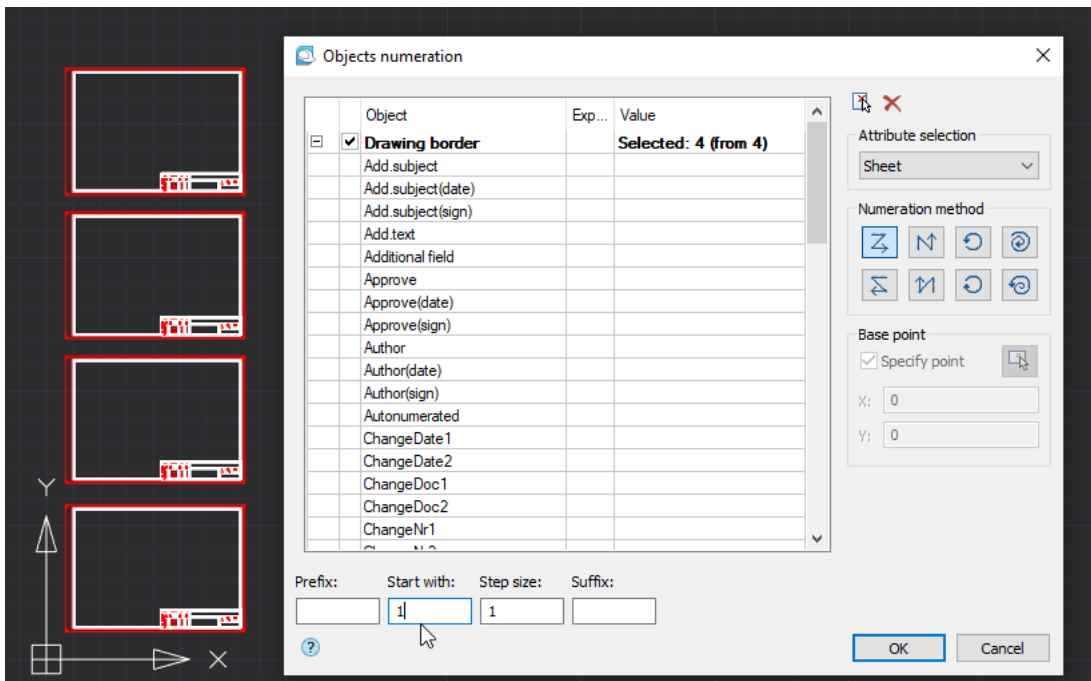 Objects numeration
Object Exp... Value
Drawing border Selected: 4 (from 4)
Add.subject
Add.subject(date)
Add.subject(sign)
Add.text
Additional field
Approve
Approve(date)
Approve(sign)
Author
Author(date)
Author(sign)
Autonumerated
ChangeDate1
ChangeDate2
ChangeDoc1
ChangeDoc2
ChangeNr1
Attribute selection
Sheet
Numeration method
Base point
Specify point
X: 0
Y: 0
Prefix: Start with: Step size: Suffix:
1 1
?
OK Cancel
Y
X